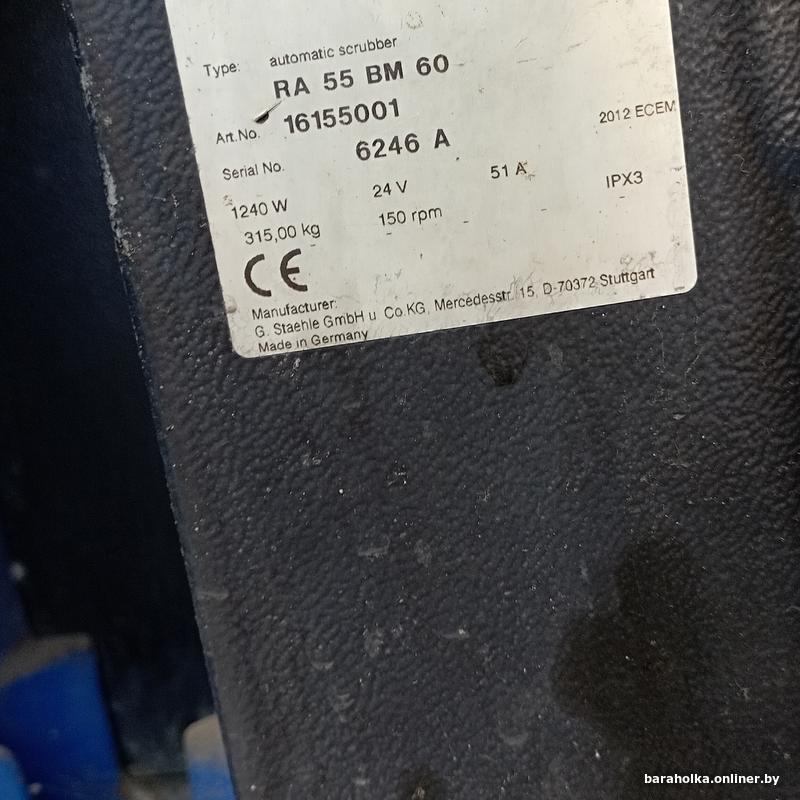 Type: automatic scrubber
RA 55 BM 60
Art.No. 16155001
2012 ECEM
Serial No. 6246 A
1240 W 24 V 51 A IPX3
315,00 kg 150 rpm
CE
Manufacturer:
G. Staehle GmbH u. Co.KG, Mercedesstr. 15, D-70372 Stuttgart
Made in Germany
baraholka.onliner.by